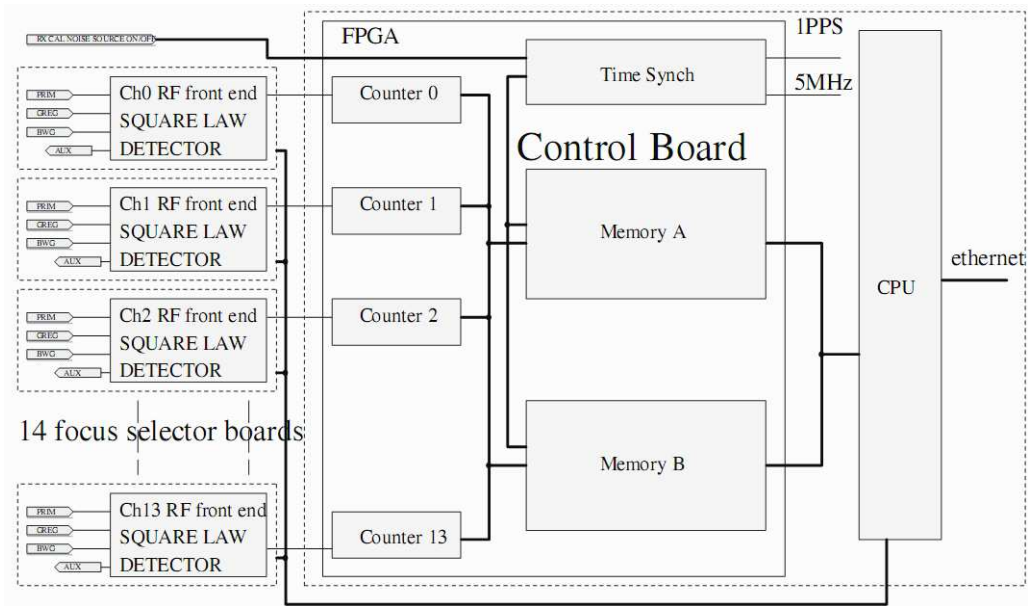 RX CAL NOISE SOURCE ON/OFF
FPGA
1PPS
Time Synch
5MHz
Control Board
PRIM
GREG
BWG
AUX
Ch0 RF front end
SQUARE LAW
DETECTOR
Counter 0
PRIM
GREG
BWG
AUX
Ch1 RF front end
SQUARE LAW
DETECTOR
Counter 1
Memory A
PRIM
GREG
BWG
AUX
Ch2 RF front end
SQUARE LAW
DETECTOR
Counter 2
CPU
ethernet
14 focus selector boards
Memory B
PRIM
GREG
BWG
AUX
Ch13 RF front end
SQUARE LAW
DETECTOR
Counter 13